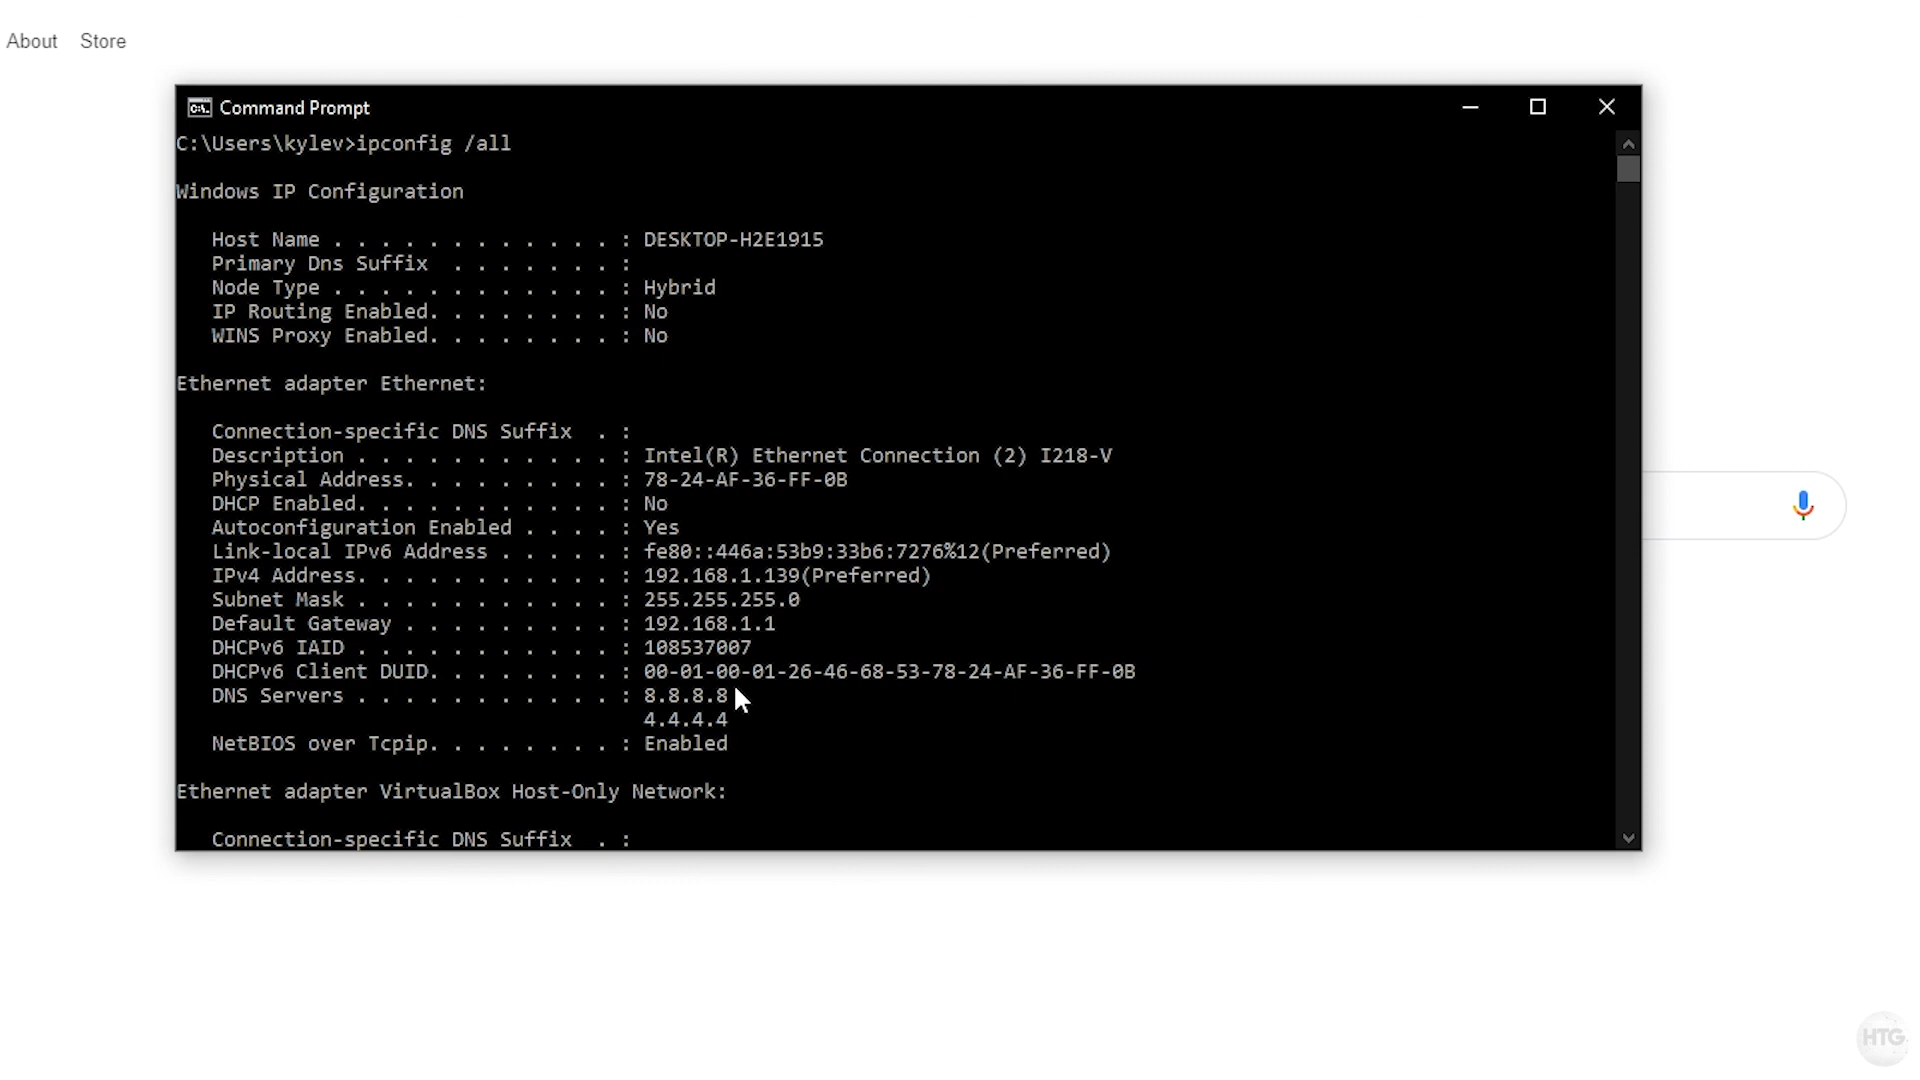 About Store
Command Prompt
C:\Users\kylev>ipconfig /all
Windows IP Configuration
Host Name . . . . . . . . . . . . : DESKTOP-H2E1915
Primary Dns Suffix  . . . . . . . :
Node Type . . . . . . . . . . . . : Hybrid
IP Routing Enabled. . . . . . . . : No
WINS Proxy Enabled. . . . . . . . : No
Ethernet adapter Ethernet:
Connection-specific DNS Suffix  . :
Description . . . . . . . . . . . : Intel(R) Ethernet Connection (2) I218-V
Physical Address. . . . . . . . . : 78-24-AF-36-FF-0B
DHCP Enabled. . . . . . . . . . . : No
Autoconfiguration Enabled . . . . : Yes
Link-local IPv6 Address . . . . . : fe80::446a:53b9:33b6:7276%12(Preferred)
IPv4 Address. . . . . . . . . . . : 192.168.1.139(Preferred)
Subnet Mask . . . . . . . . . . . : 255.255.255.0
Default Gateway . . . . . . . . . : 192.168.1.1
DHCPv6 IAID . . . . . . . . . . . : 108537007
DHCPv6 Client DUID. . . . . . . . : 00-01-00-01-26-46-68-53-78-24-AF-36-FF-0B
DNS Servers . . . . . . . . . . . : 8.8.8.8
4.4.4.4
NetBIOS over Tcpip. . . . . . . . : Enabled
Ethernet adapter VirtualBox Host-Only Network:
Connection-specific DNS Suffix  . :
HTG